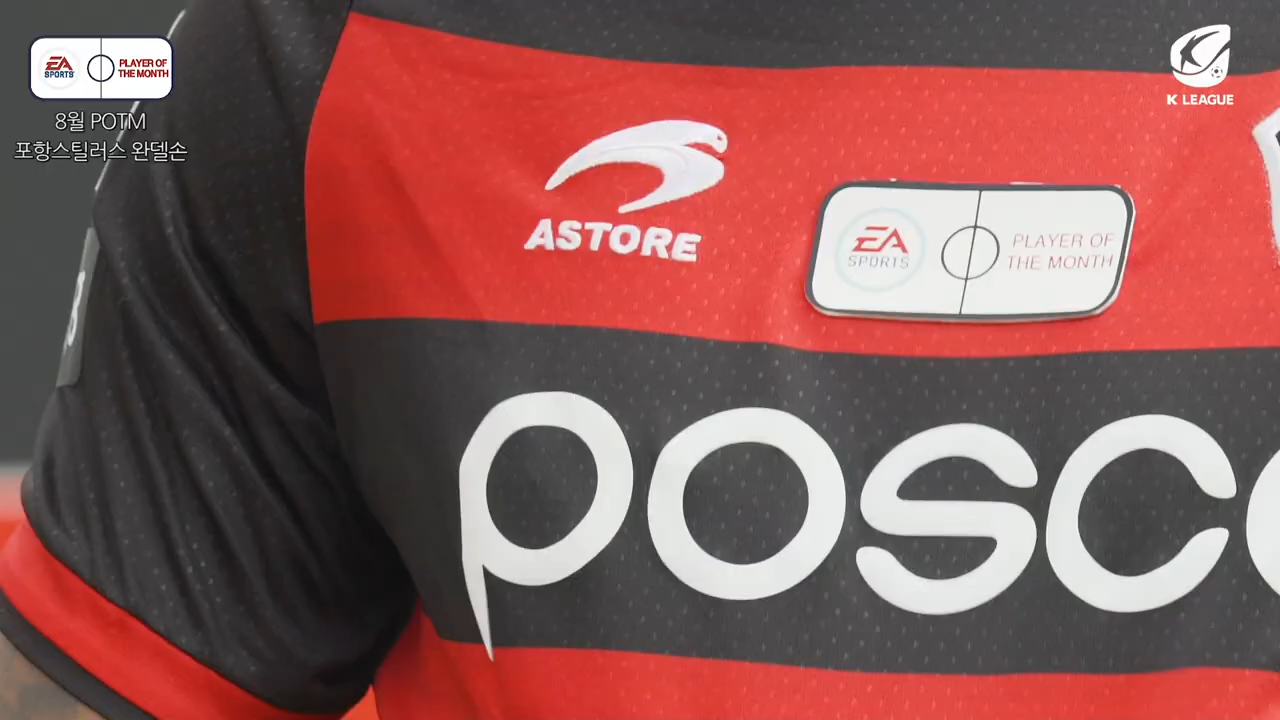 EA
SPORTS
PLAYER OF
THE MONTH
8월 POTM
포항스틸러스 완델손
K LEAGUE
ASTORE
EA
SPORTS
PLAYER OF
THE MONTH
posc